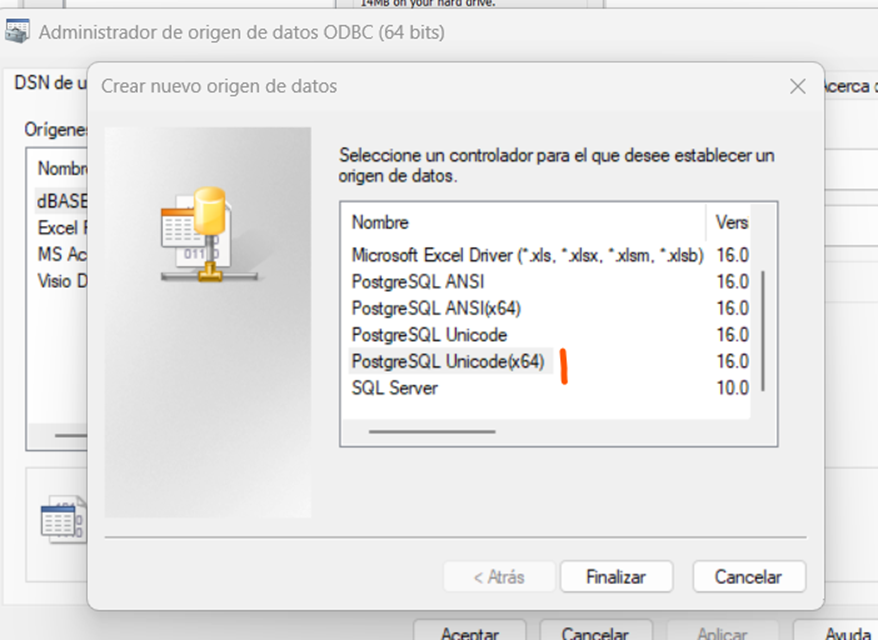 14MB on your hard drive.
Administrador de origen de datos ODBC (64 bits)
DSN de u
Crear nuevo origen de datos
Acerca
Orígenes
Seleccione un controlador para el que desee establecer un
origen de datos.
Nombre
Vers
dBASE
Excel
MS Ac
Visio D
Microsoft Excel Driver (*.xls, *.xlsx, *.xlsm, *.xlsb) 16.0
PostgreSQL ANSI 16.0
PostgreSQL ANSI(x64) 16.0
PostgreSQL Unicode 16.0
PostgreSQL Unicode(x64) 16.0
SQL Server 10.0
< Atrás
Finalizar
Cancelar
Aceptar
Cancelar
Aplicar
Ayuda